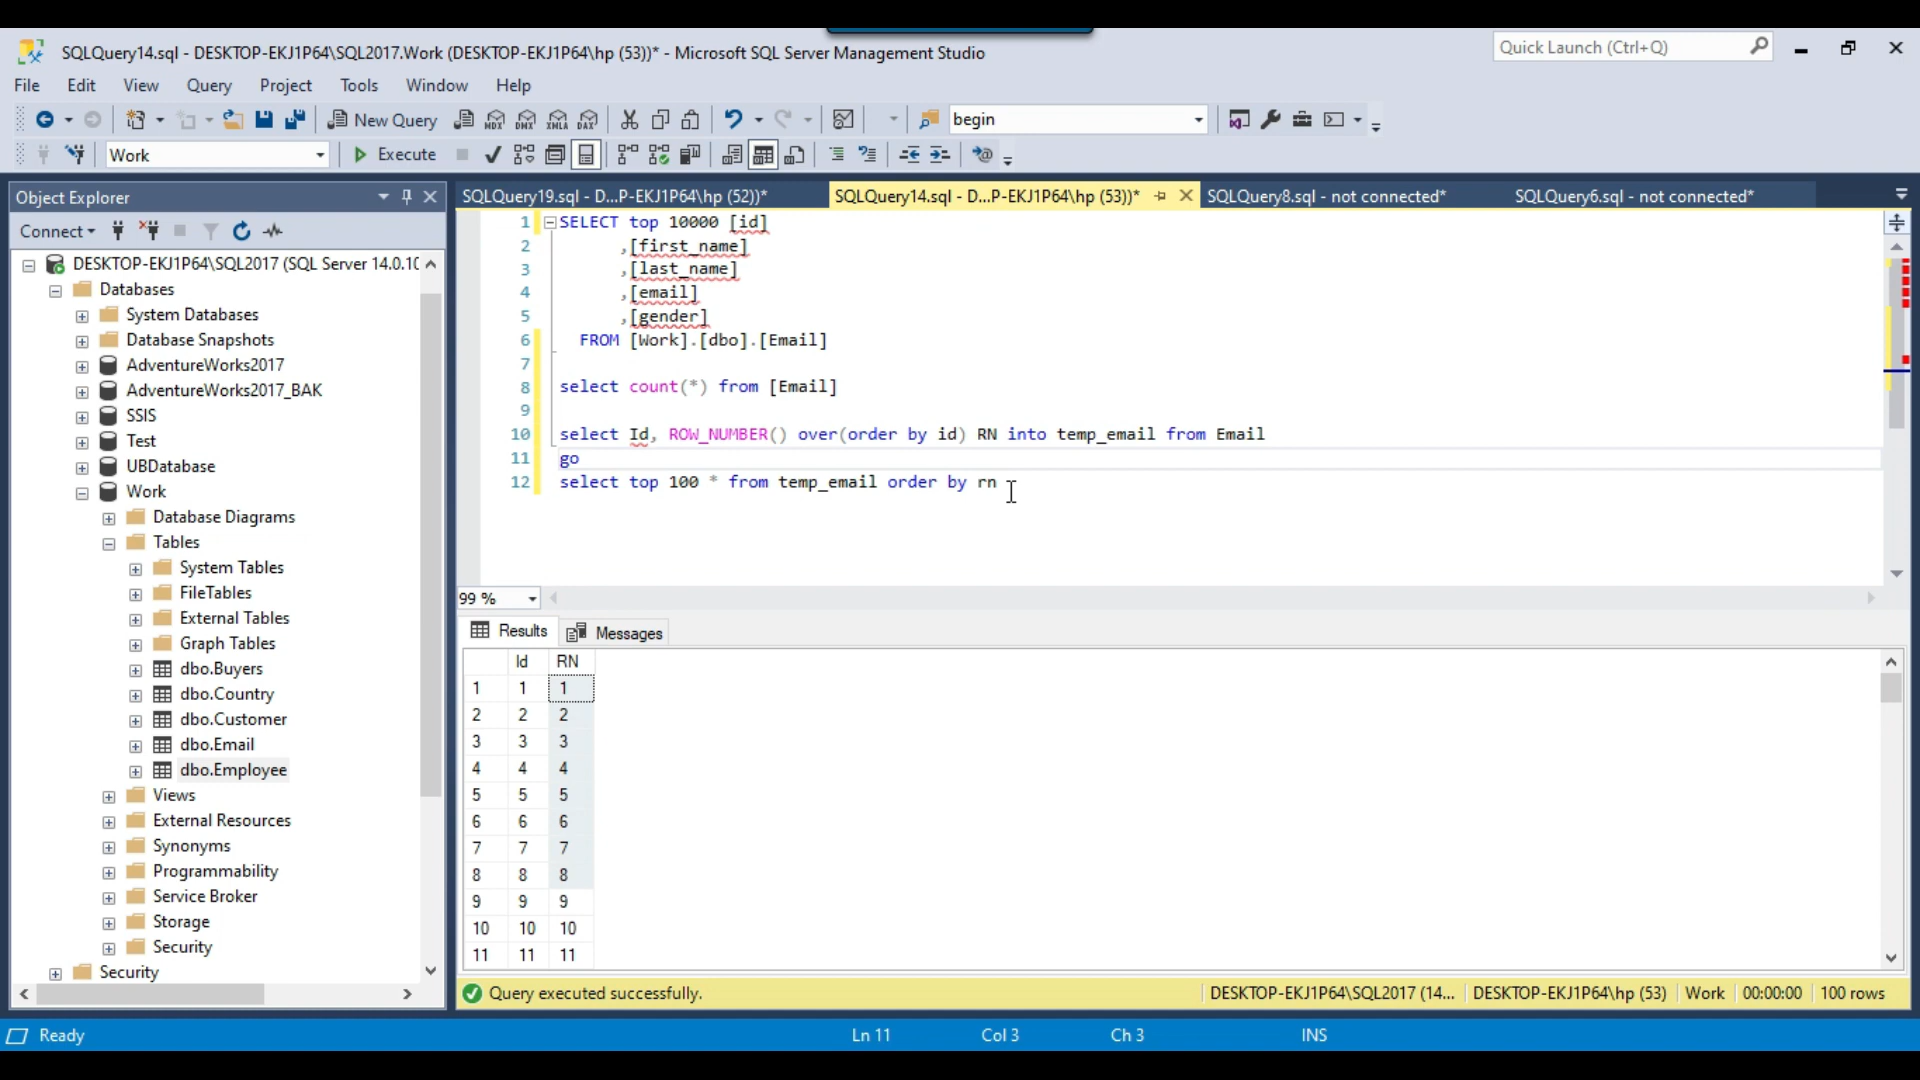 SQLQuery14.sql - DESKTOP-EKJ1P64\SQL2017.Work (DESKTOP-EKJ1P64\hp (53))* - Microsoft SQL Server Management Studio
Quick Launch (Ctrl+Q)
File Edit View Query Project Tools Window Help
New Query
MDX
DMX
XMLA
DAX
begin
Work
Execute
Object Explorer
SQLQuery19.sql - D...P-EKJ1P64\hp (52))*
SQLQuery14.sql - D...P-EKJ1P64\hp (53))*
SQLQuery8.sql - not connected*
SQLQuery6.sql - not connected*
Connect
DESKTOP-EKJ1P64\SQL2017 (SQL Server 14.0.10
Databases
System Databases
Database Snapshots
AdventureWorks2017
AdventureWorks2017_BAK
SSIS
Test
UBDatabase
Work
Database Diagrams
Tables
System Tables
FileTables
External Tables
Graph Tables
dbo.Buyers
dbo.Country
dbo.Customer
dbo.Email
dbo.Employee
Views
External Resources
Synonyms
Programmability
Service Broker
Storage
Security
Security
1 SELECT top 10000 [id]
2 ,[first_name]
3 ,[last_name]
4 ,[email]
5 ,[gender]
6 FROM [Work].[dbo].[Email]
7
8 select count(*) from [Email]
9
10 select Id, ROW_NUMBER() over(order by id) RN into temp_email from Email
11 go
12 select top 100 * from temp_email order by rn
99 %
Results Messages
Id RN
1 1 1
2 2 2
3 3 3
4 4 4
5 5 5
6 6 6
7 7 7
8 8 8
9 9 9
10 10 10
11 11 11
Query executed successfully. DESKTOP-EKJ1P64\SQL2017 (14... DESKTOP-EKJ1P64\hp (53) Work 00:00:00 100 rows
Ready Ln 11 Col 3 Ch 3 INS